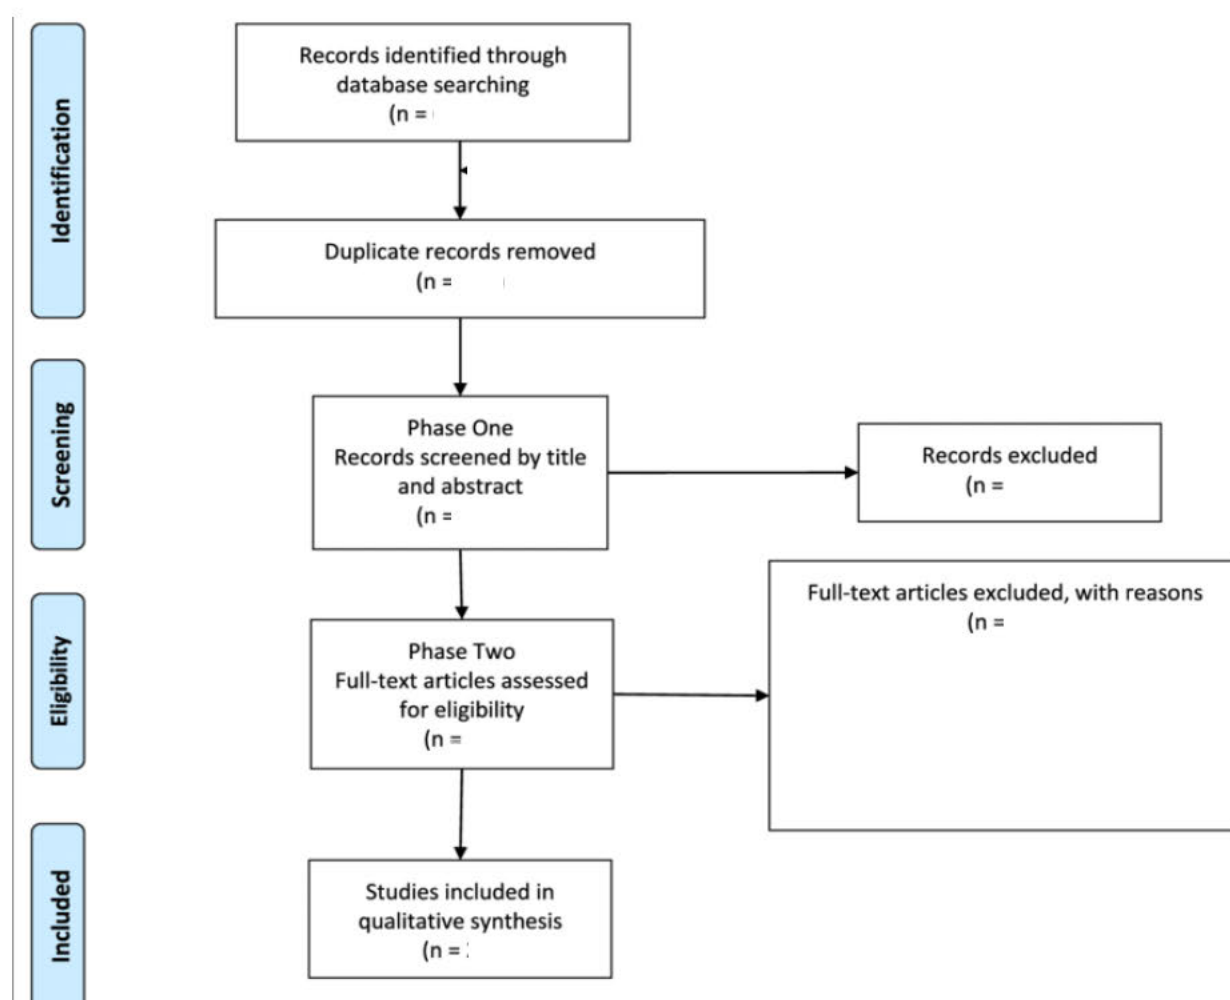 Identification
Records identified through
database searching
(n =
Duplicate records removed
(n =
Screening
Phase One
Records screened by title
and abstract
(n =
Records excluded
(n =
Eligibility
Phase Two
Full-text articles assessed
for eligibility
(n =
Full-text articles excluded, with reasons
(n =
Included
Studies included in
qualitative synthesis
(n =